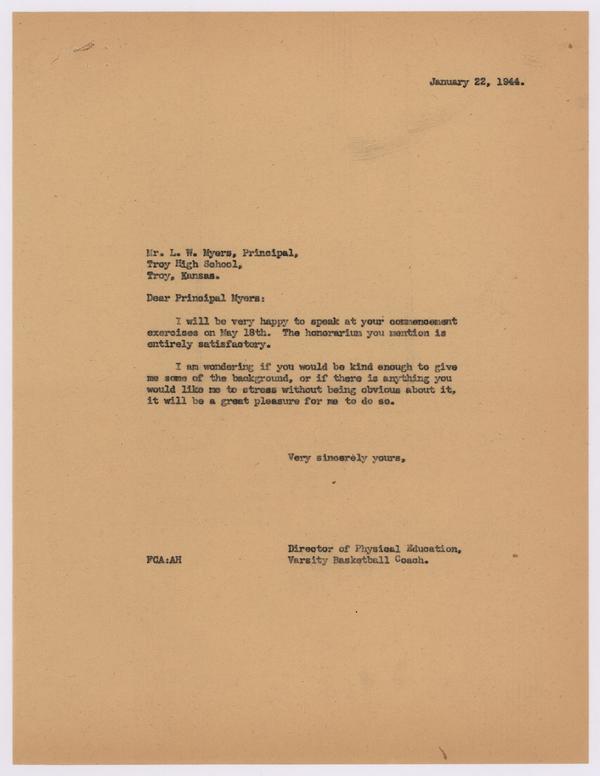 January 22, 1944.
Mr. L. W. Myers, Principal,
Troy High School,
Troy, Kansas.
Dear Principal Myers:
I will be very happy to speak at your commencement
exercises on May 18th. The honorarium you mention is
entirely satisfactory.
I am wondering if you would be kind enough to give
me some of the background, or if there is anything you
would like me to stress without being obvious about it,
it will be a great pleasure for me to do so.
Very sincerely yours,
Director of Physical Education,
FCA:AH Varsity Basketball Coach.